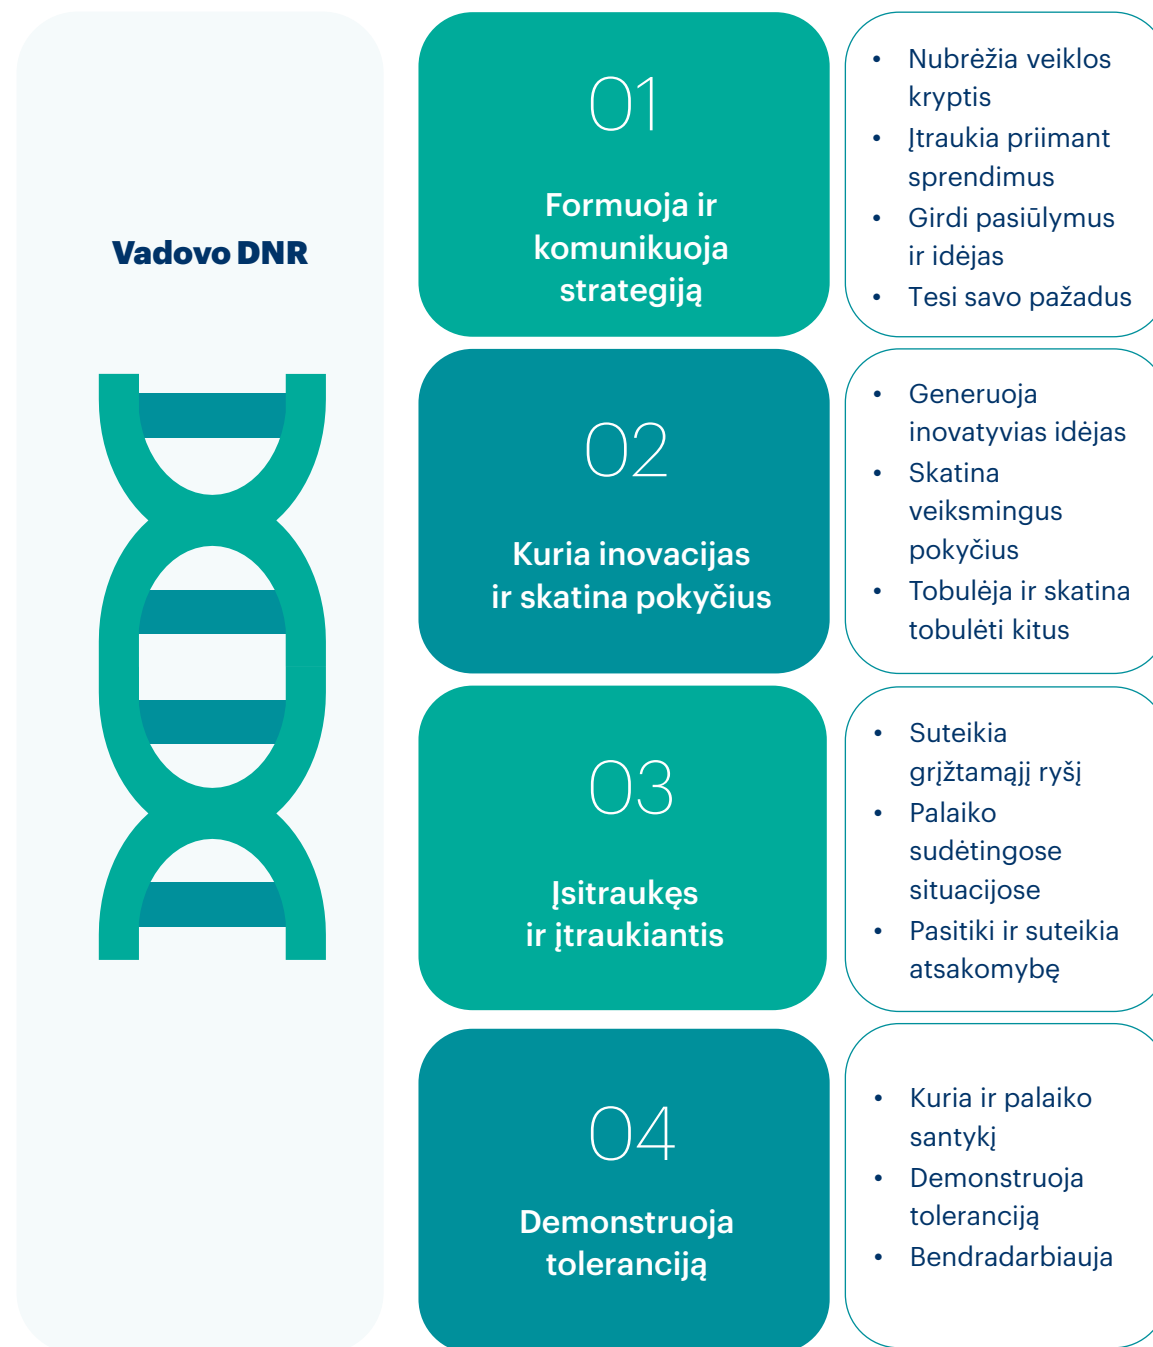 Vadovo DNR
01
Formuoja ir
komunikuoja
strategiją
• Nubrėžia veiklos
kryptis
• Įtraukia priimant
sprendimus
• Girdi pasiūlymus
ir idėjas
• Tesi savo pažadus
02
Kuria inovacijas
ir skatina pokyčius
• Generuoja
inovatyvias idėjas
• Skatina
veiksmingus
pokyčius
• Tobulėja ir skatina
tobulėti kitus
03
Įsitraukęs
ir įtraukiantis
• Suteikia
grįžtamąjį ryšį
• Palaiko
sudėtingose
situacijose
• Pasitiki ir suteikia
atsakomybę
04
Demonstruoja
toleranciją
• Kuria ir palaiko
santykį
• Demonstruoja
toleranciją
• Bendradarbiauja